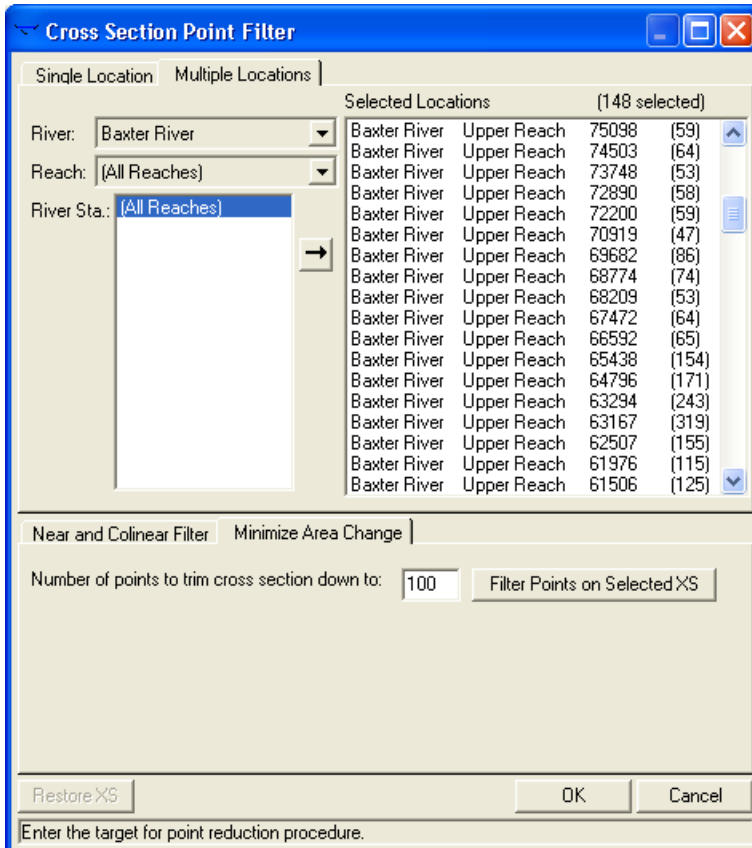 Cross Section Point Filter
Single Location Multiple Locations
Selected Locations (148 selected)
River: Baxter River
Reach: (All Reaches)
River Sta.: (All Reaches)
Baxter River Upper Reach 75098 (59)
Baxter River Upper Reach 74503 (64)
Baxter River Upper Reach 73748 (53)
Baxter River Upper Reach 72890 (58)
Baxter River Upper Reach 72200 (59)
Baxter River Upper Reach 70919 (47)
Baxter River Upper Reach 69682 (86)
Baxter River Upper Reach 68774 (74)
Baxter River Upper Reach 68209 (53)
Baxter River Upper Reach 67472 (64)
Baxter River Upper Reach 66592 (65)
Baxter River Upper Reach 65438 (154)
Baxter River Upper Reach 64796 (171)
Baxter River Upper Reach 63294 (243)
Baxter River Upper Reach 63167 (319)
Baxter River Upper Reach 62507 (155)
Baxter River Upper Reach 61976 (115)
Baxter River Upper Reach 61506 (125)
Near and Colinear Filter Minimize Area Change
Number of points to trim cross section down to: 100 Filter Points on Selected XS
Restore XS OK Cancel
Enter the target for point reduction procedure.